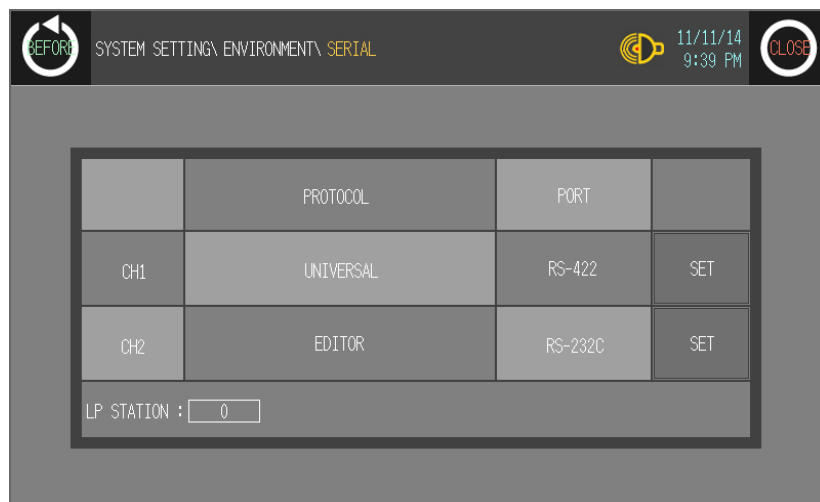 BEFORE SYSTEM SETTING\ ENVIRONMENT\ SERIAL 11/11/14 CLOSE
9:39 PM
PROTOCOL PORT
CH1 UNIVERSAL RS-422 SET
CH2 EDITOR RS-232C SET
LP STATION : 0